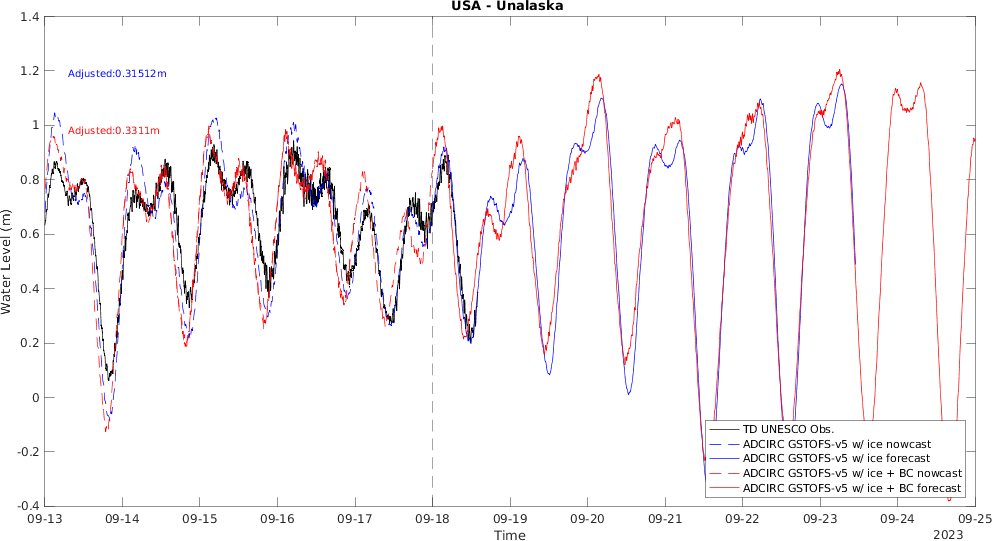 USA - Unalaska
1.4
1.2
1
0.8
0.6
0.4
0.2
0
-0.2
-0.4
Water Level (m)
Adjusted:0.31512m
Adjusted:0.3311m
TD UNESCO Obs.
ADCIRC GSTOFS-v5 w/ ice nowcast
ADCIRC GSTOFS-v5 w/ ice forecast
ADCIRC GSTOFS-v5 w/ ice + BC nowcast
ADCIRC GSTOFS-v5 w/ ice + BC forecast
09-13 09-14 09-15 09-16 09-17 09-18 09-19 09-20 09-21 09-22 09-23 09-24 09-25
Time
2023